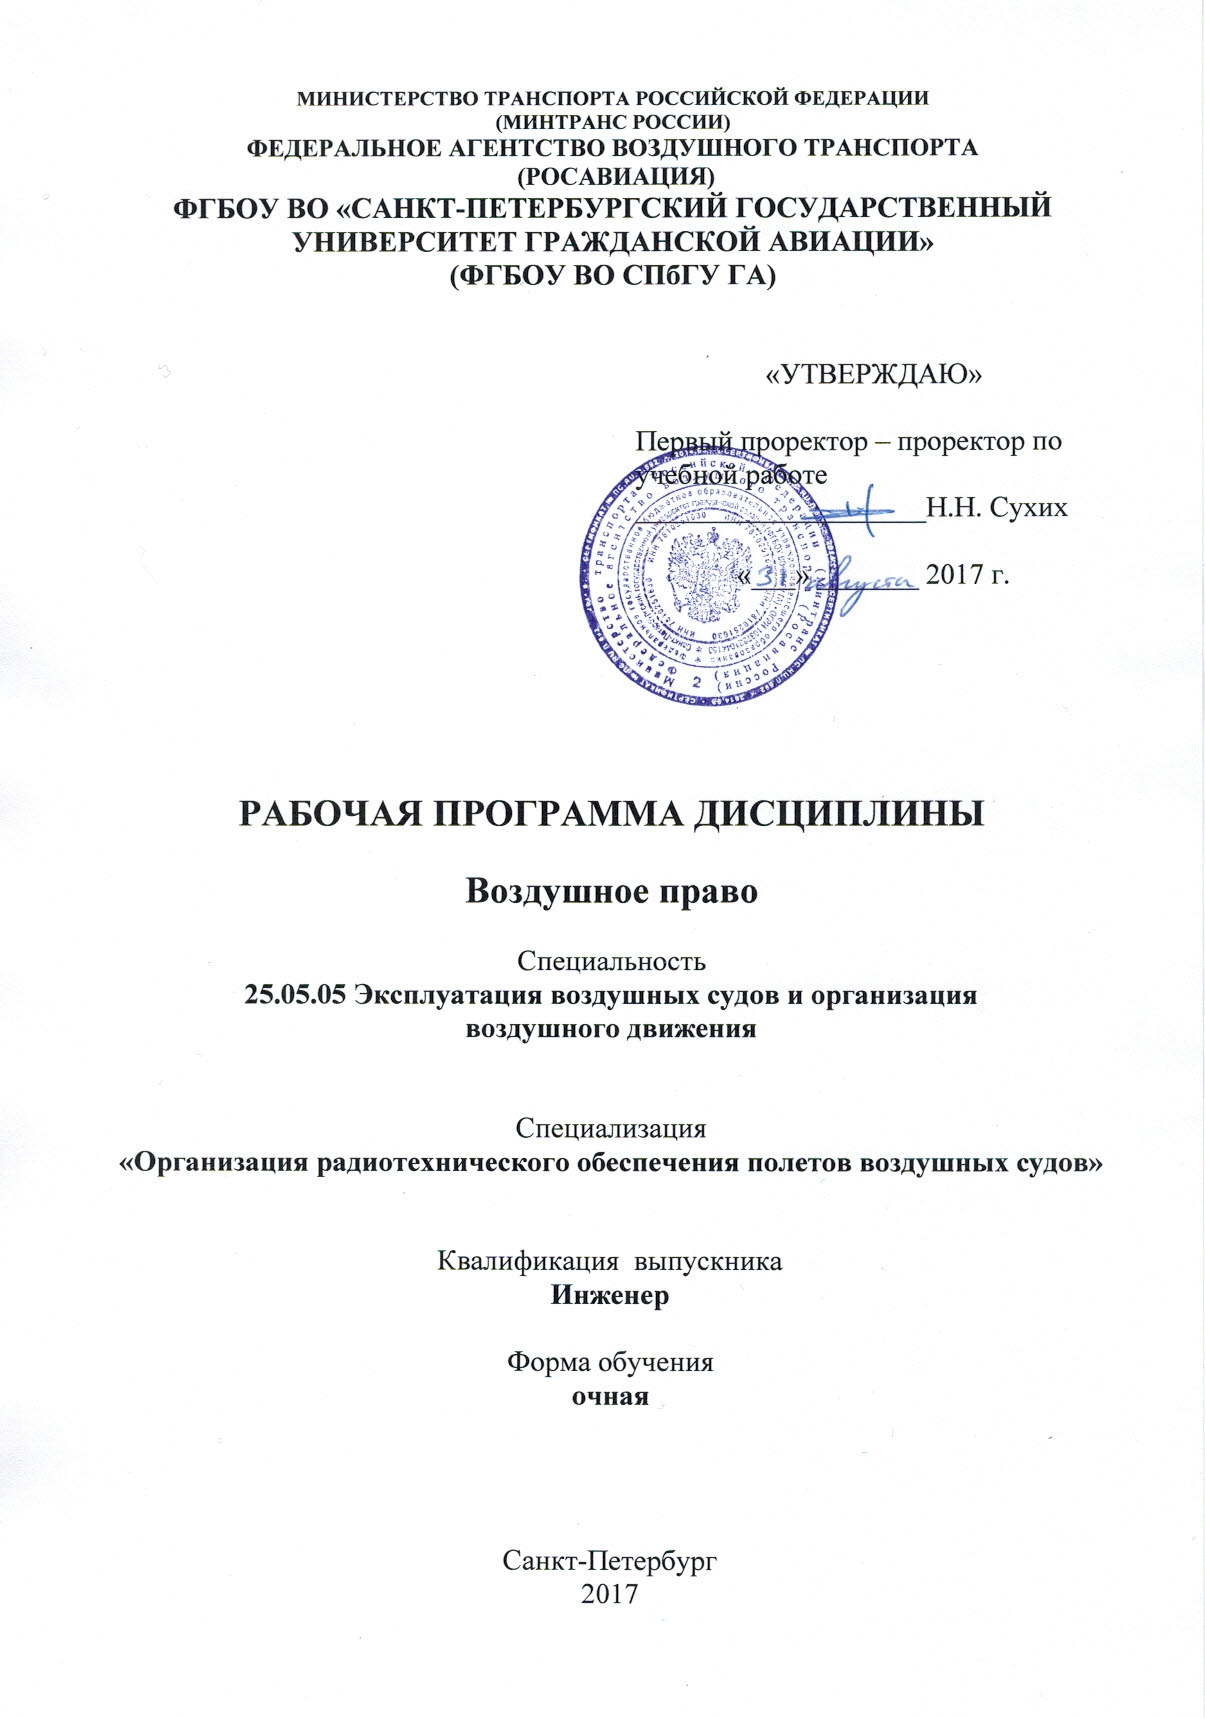 МИНИСТЕРСТВО ТРАНСПОРТА РОССИЙСКОЙ ФЕДЕРАЦИИ
(МИНТРАНС РОССИИ)
ФЕДЕРАЛЬНОЕ АГЕНТСТВО ВОЗДУШНОГО ТРАНСПОРТА
(РОСАВИАЦИЯ)
ФГБОУ ВО «САНКТ-ПЕТЕРБУРГСКИЙ ГОСУДАРСТВЕННЫЙ
УНИВЕРСИТЕТ ГРАЖДАНСКОЙ АВИАЦИИ»
(ФГБОУ ВО СПбГУ ГА)
«УТВЕРЖДАЮ»
Первый проректор – проректор по
учебной работе
Н.Н. Сухих
«31» августа 2017 г.
РАБОЧАЯ ПРОГРАММА ДИСЦИПЛИНЫ
Воздушное право
Специальность
25.05.05 Эксплуатация воздушных судов и организация
воздушного движения
Специализация
«Организация радиотехнического обеспечения полетов воздушных судов»
Квалификация выпускника
Инженер
Форма обучения
очная
Санкт-Петербург
2017